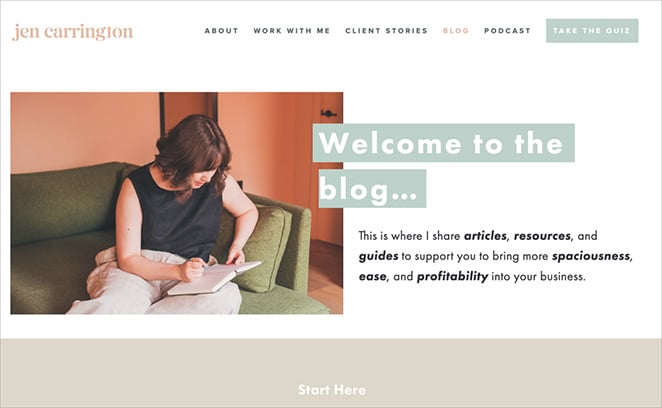 jen carrington
ABOUT WORK WITH ME CLIENT STORIES BLOG PODCAST TAKE THE QUIZ
Welcome to the
blog...
This is where I share articles, resources, and
guides to support you to bring more spaciousness,
ease, and profitability into your business.
Start Here